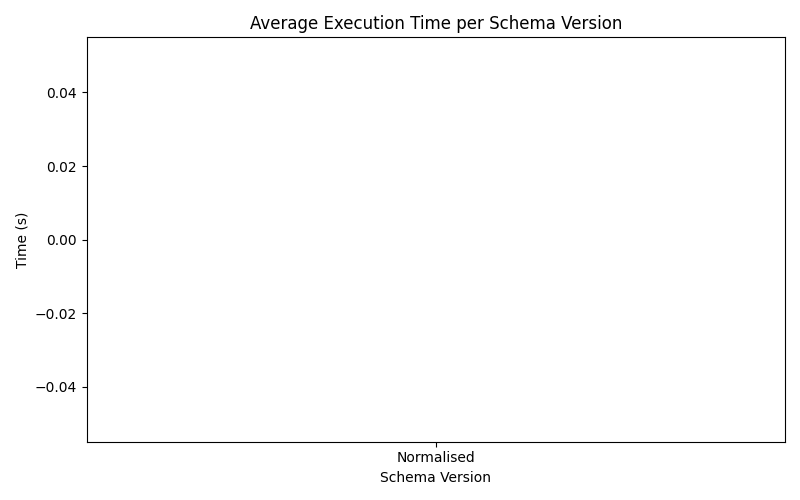 Average Execution Time per Schema Version
0.04
0.02
0.00
−0.02
−0.04
Time (s)
Normalised
Schema Version